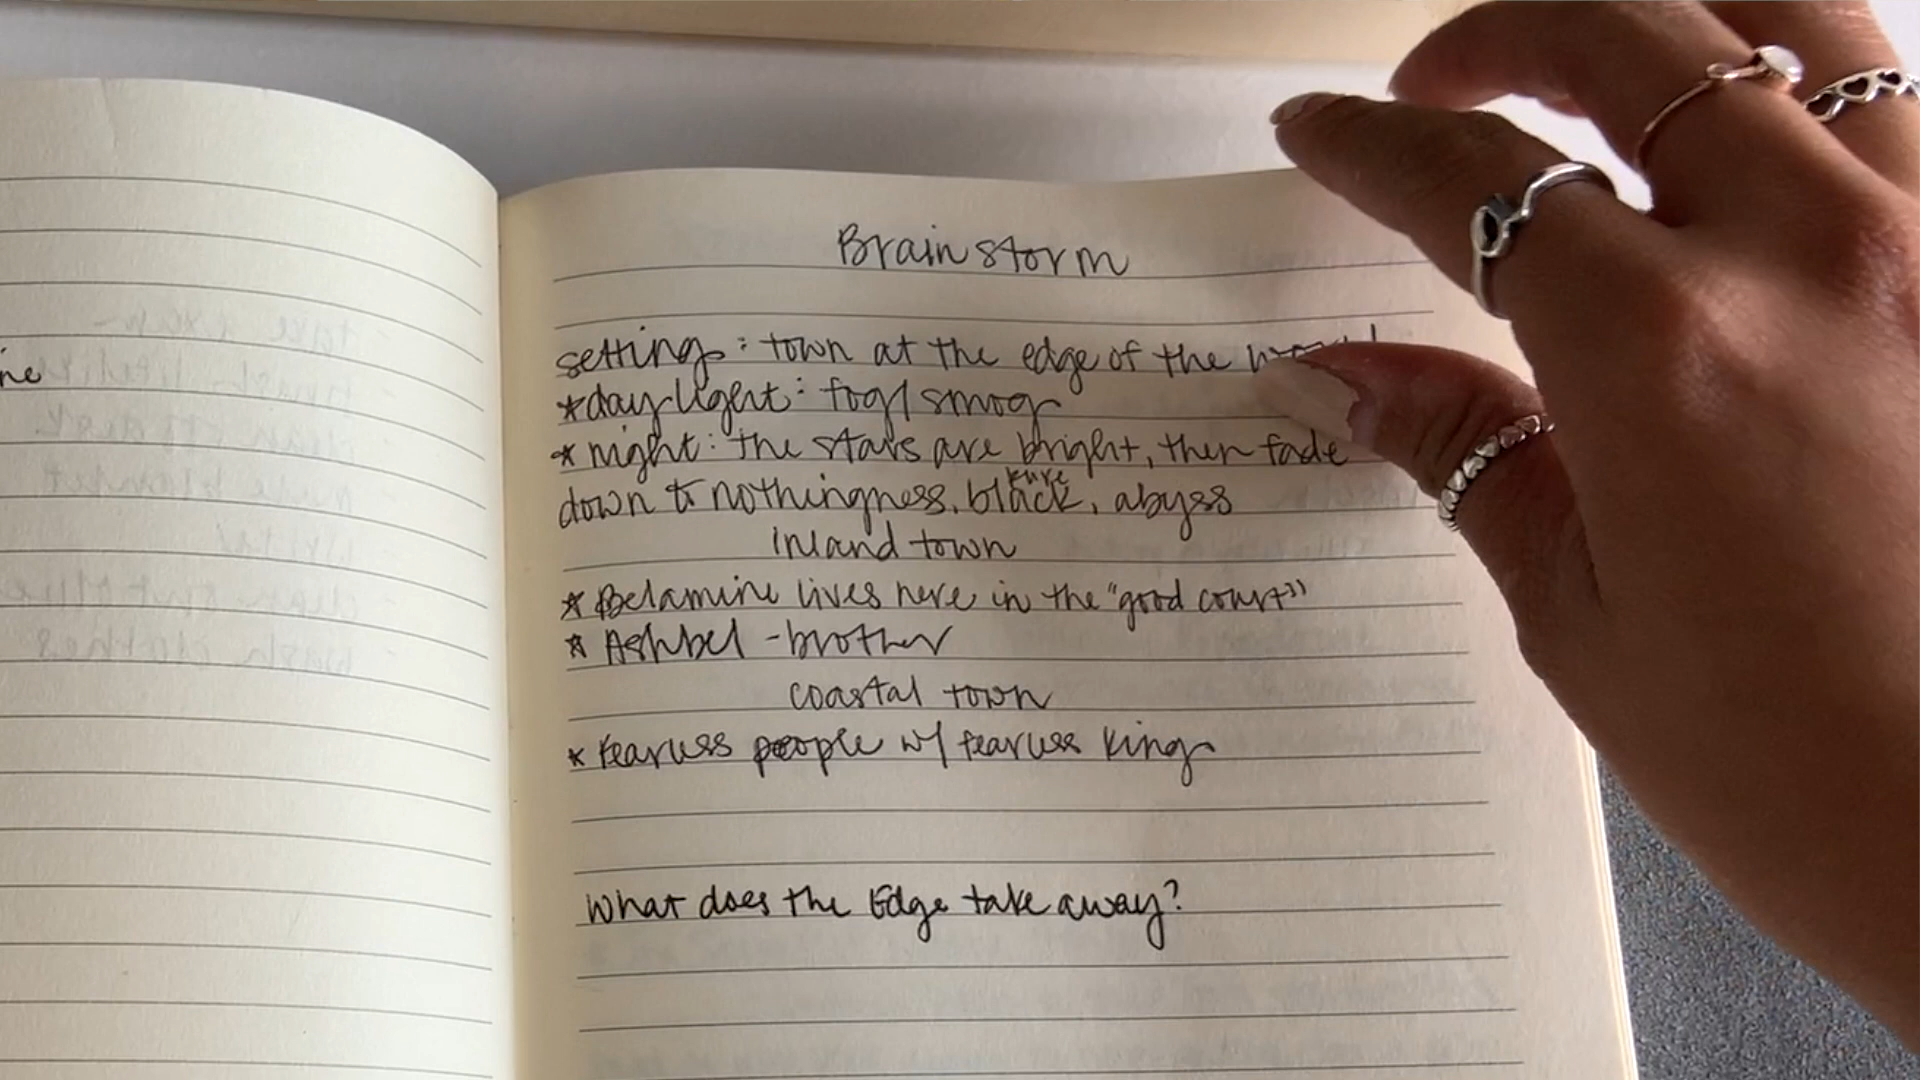 Brainstorm
setting: town at the edge of the
*daylight: fog/smog
*night: the stars are bright, then fade
pure
down to nothingness, black, abyss
inland town
*Belamine lives here in the "good court"
*Ashbel - brother
coastal town
*fearless people w/ fearless king
What does the Edge take away?